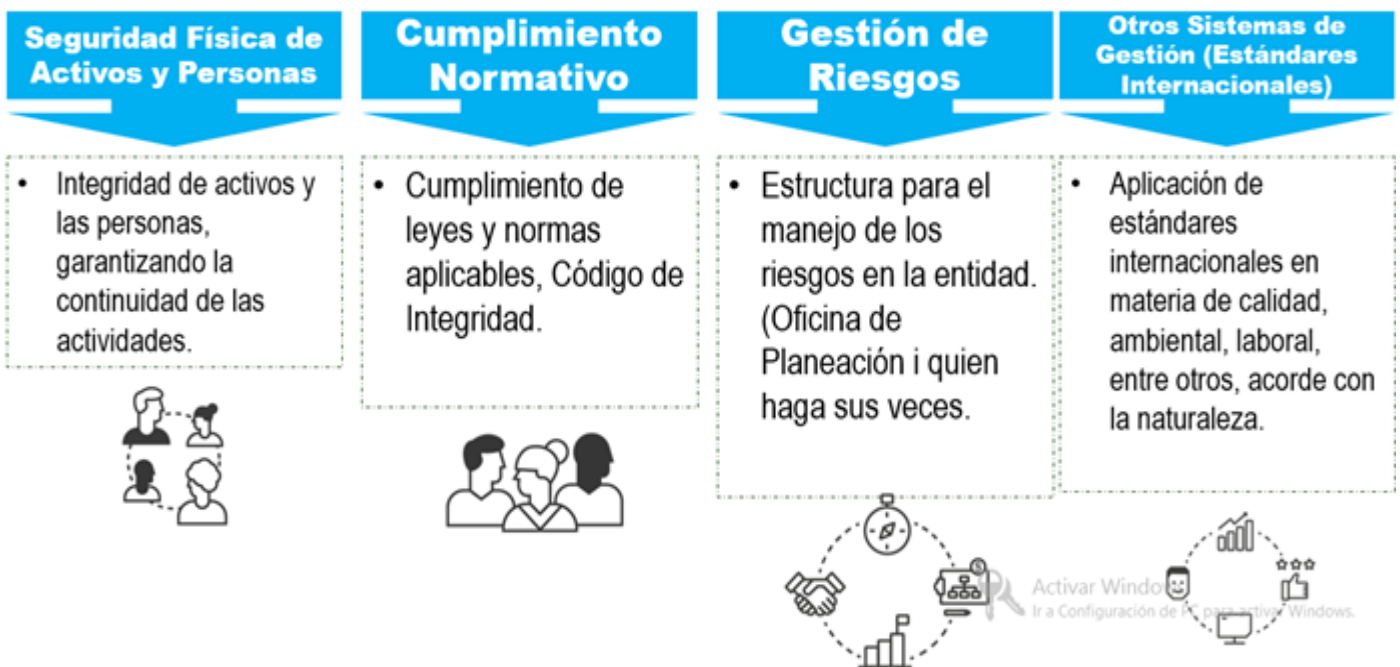 Seguridad Física de
Activos y Personas
• Integridad de activos y
las personas,
garantizando la
continuidad de las
actividades.
Cumplimiento
Normativo
• Cumplimiento de
leyes y normas
aplicables, Código de
Integridad.
Gestión de
Riesgos
• Estructura para el
manejo de los
riesgos en la entidad.
(Oficina de
Planeación i quien
haga sus veces.
Otros Sistemas de
Gestión (Estándares
Internacionales)
• Aplicación de
estándares
internacionales en
materia de calidad,
ambiental, laboral,
entre otros, acorde con
la naturaleza.
Activar Windows
Ir a Configuración de PC para activar Windows.